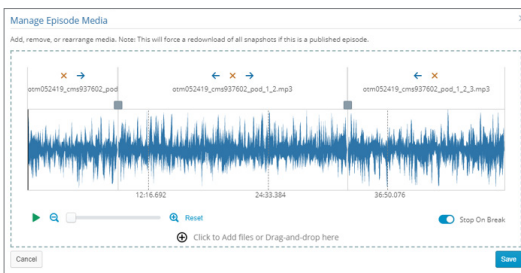 Manage Episode Media
Add, remove, or rearrange media. Note: This will force a redownload of all snapshots if this is a published episode.
otm052419_cms937602_pod
otm052419_cms937602_pod_1_2.mp3
otm052419_cms937602_pod_1_2_3.mp3
12:16.692
24:33.384
36:50.076
Reset
Stop On Break
Click to Add files or Drag-and-drop here
Cancel
Save